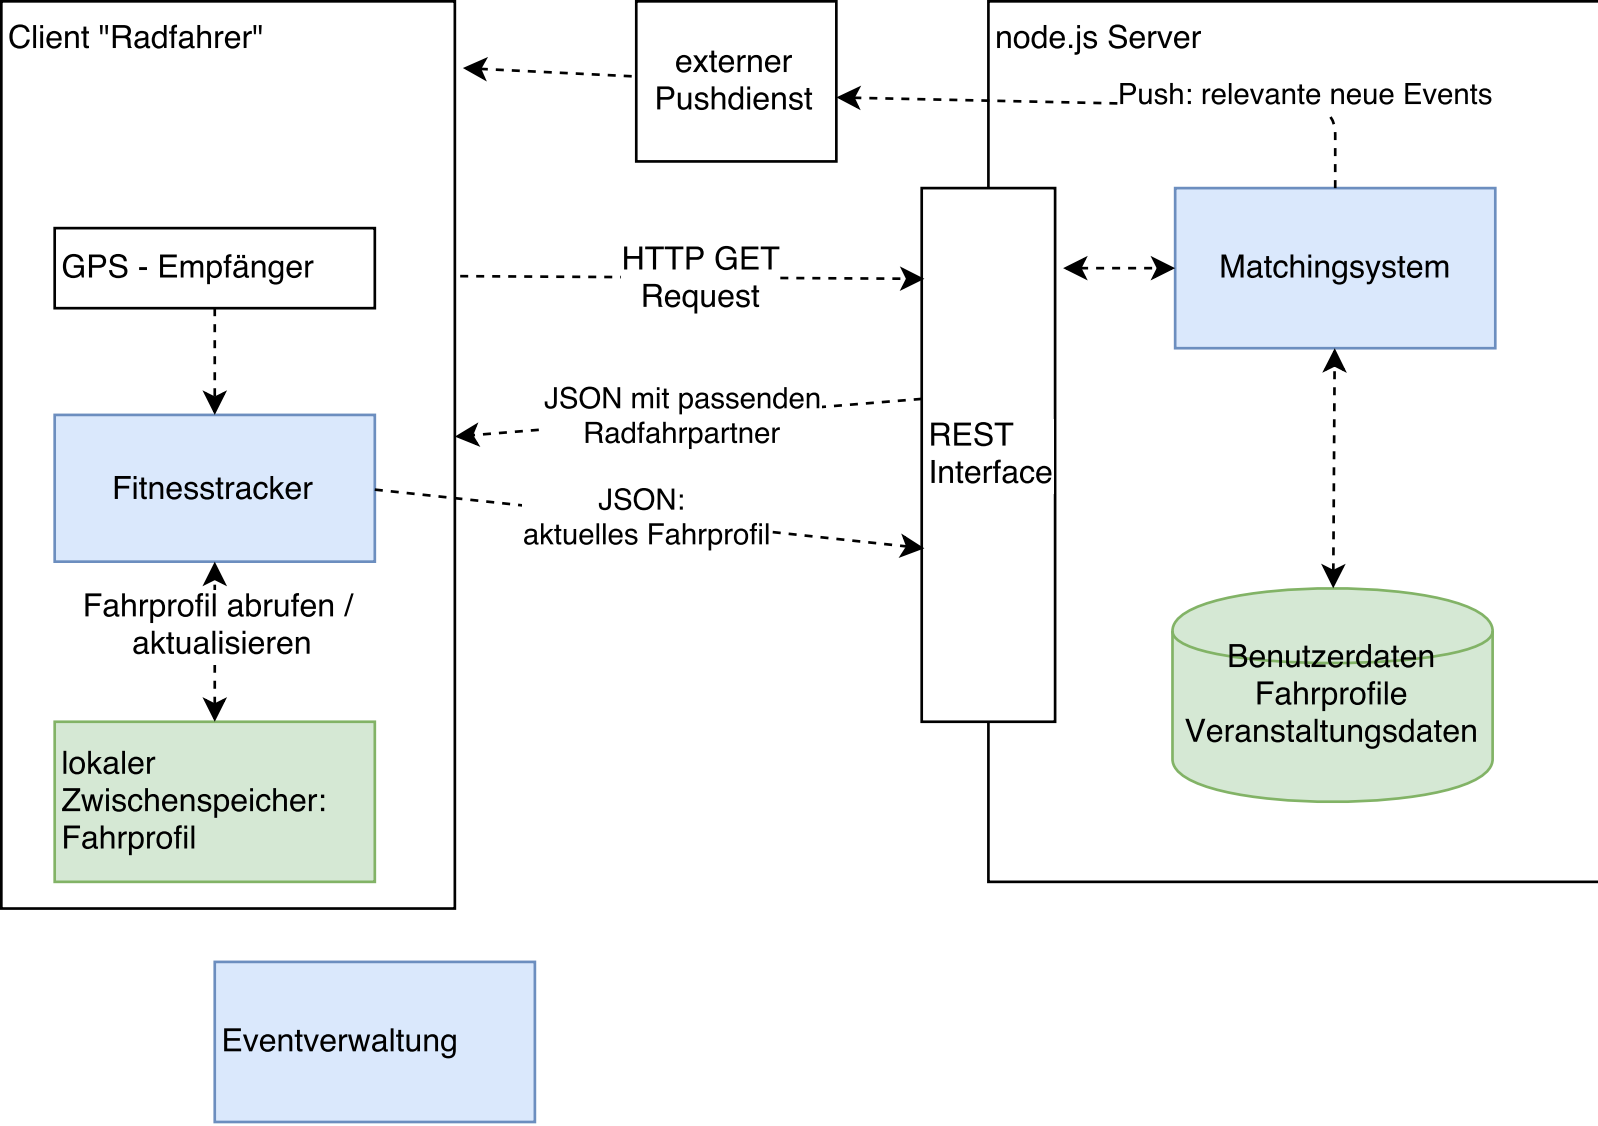 Client "Radfahrer"
externer
Pushdienst
node.js Server
Push: relevante neue Events
GPS - Empfänger
HTTP GET
Request
Matchingsystem
JSON mit passenden
Radfahrpartner
REST
Interface
Fitnesstracker
JSON:
aktuelles Fahrprofil
Fahrprofil abrufen /
aktualisieren
Benutzerdaten
Fahrprofile
Veranstaltungsdaten
lokaler
Zwischenspeicher:
Fahrprofil
Eventverwaltung